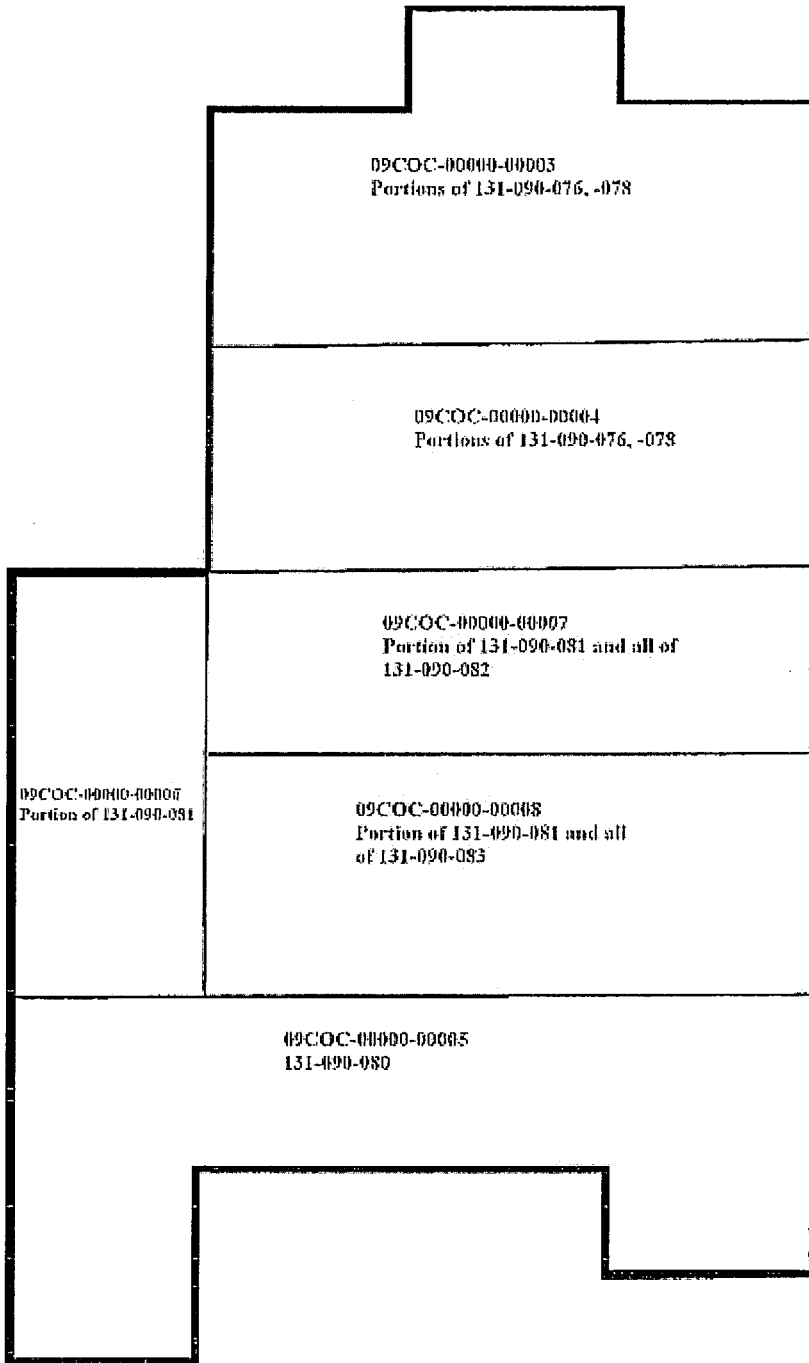 09COC-00000-00003
Portions of 131-090-076, -078
09COC-00000-00004
Portions of 131-090-076, -078
09COC-00000-00007
Portion of 131-090-081 and all of
131-090-082
09COC-00000-00006
Portion of 131-090-081
09COC-00000-00008
Portion of 131-090-081 and all
of 131-090-083
09COC-00000-00005
131-090-080